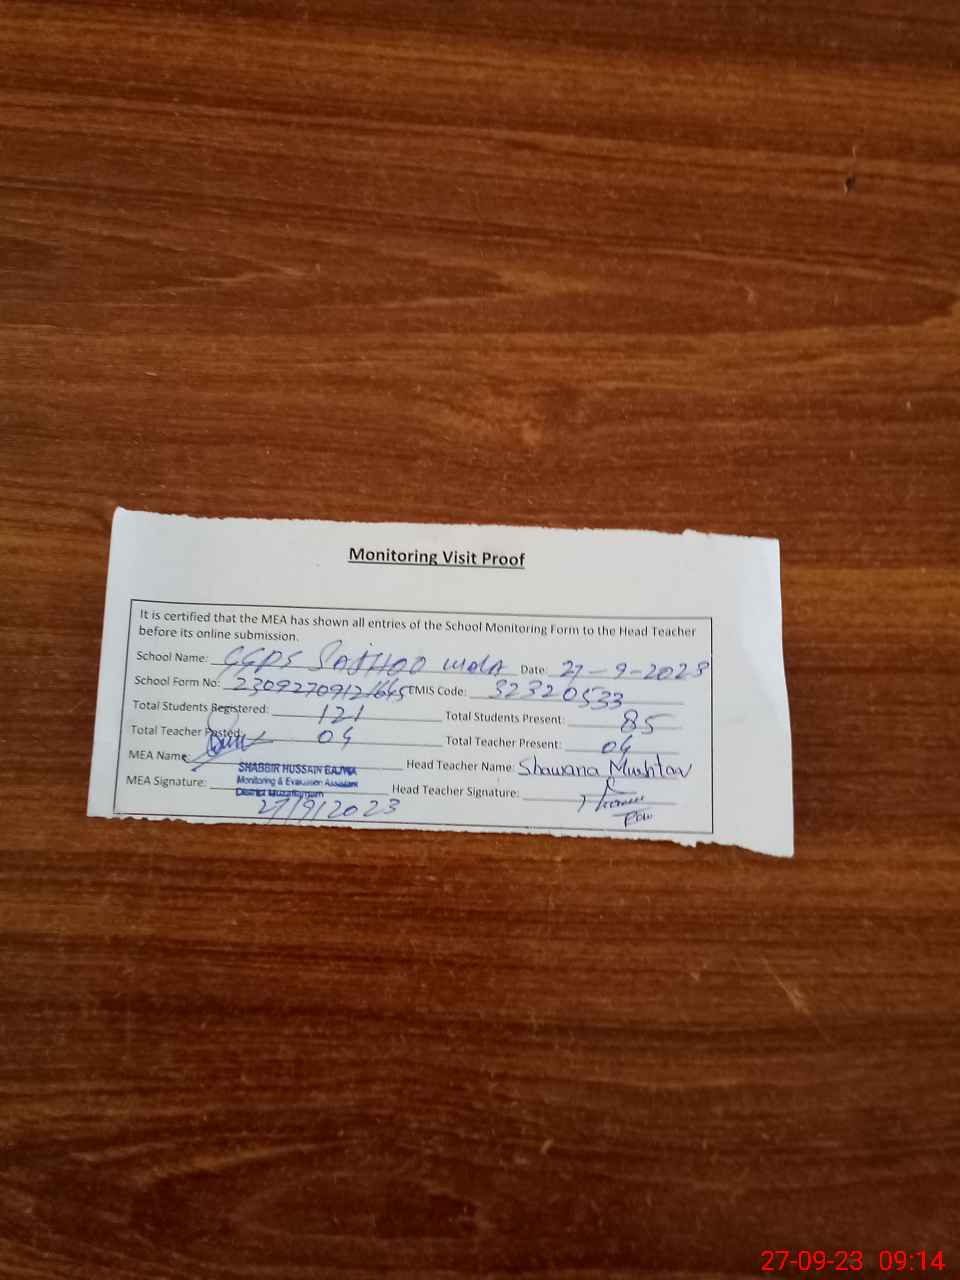 Monitoring Visit Proof
It is certified that the MEA has shown all entries of the School Monitoring Form to the Head Teacher
before its online submission.
School Name: GGPS SAJHOO WALA Date: 27-9-2023
School Form No: EMIS Code: 32320533
Total Students Registered: 121 Total Students Present: 85
Total Teacher Posted: 04 Total Teacher Present: 04
MEA Name: SHABBIR HUSSAIN BAJWA Head Teacher Name: Shawana Mushtaq
Monitoring & Evaluation Assistant
MEA Signature: District Muzaffargarh Head Teacher Signature:
27/9/2023
27-09-23 09:14